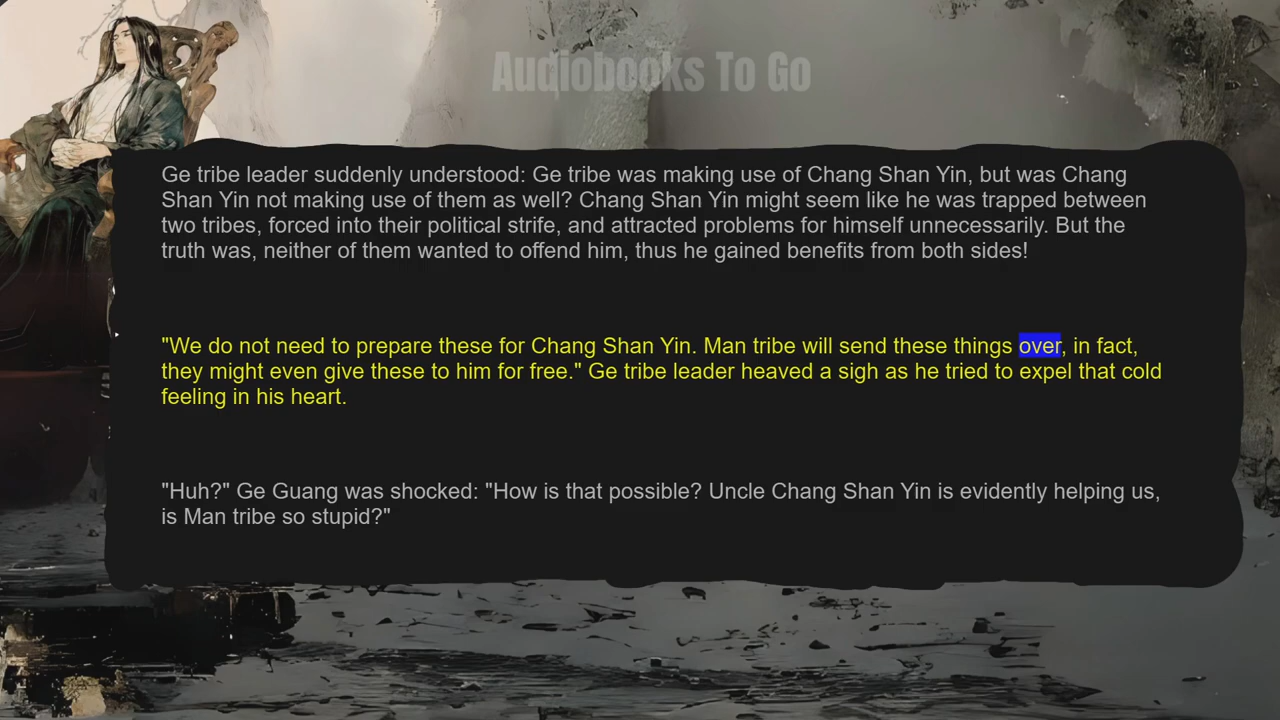 Audiobooks To Go
Ge tribe leader suddenly understood: Ge tribe was making use of Chang Shan Yin, but was Chang
Shan Yin not making use of them as well? Chang Shan Yin might seem like he was trapped between
two tribes, forced into their political strife, and attracted problems for himself unnecessarily. But the
truth was, neither of them wanted to offend him, thus he gained benefits from both sides!
"We do not need to prepare these for Chang Shan Yin. Man tribe will send these things over, in fact,
they might even give these to him for free." Ge tribe leader heaved a sigh as he tried to expel that cold
feeling in his heart.
"Huh?" Ge Guang was shocked: "How is that possible? Uncle Chang Shan Yin is evidently helping us,
is Man tribe so stupid?"